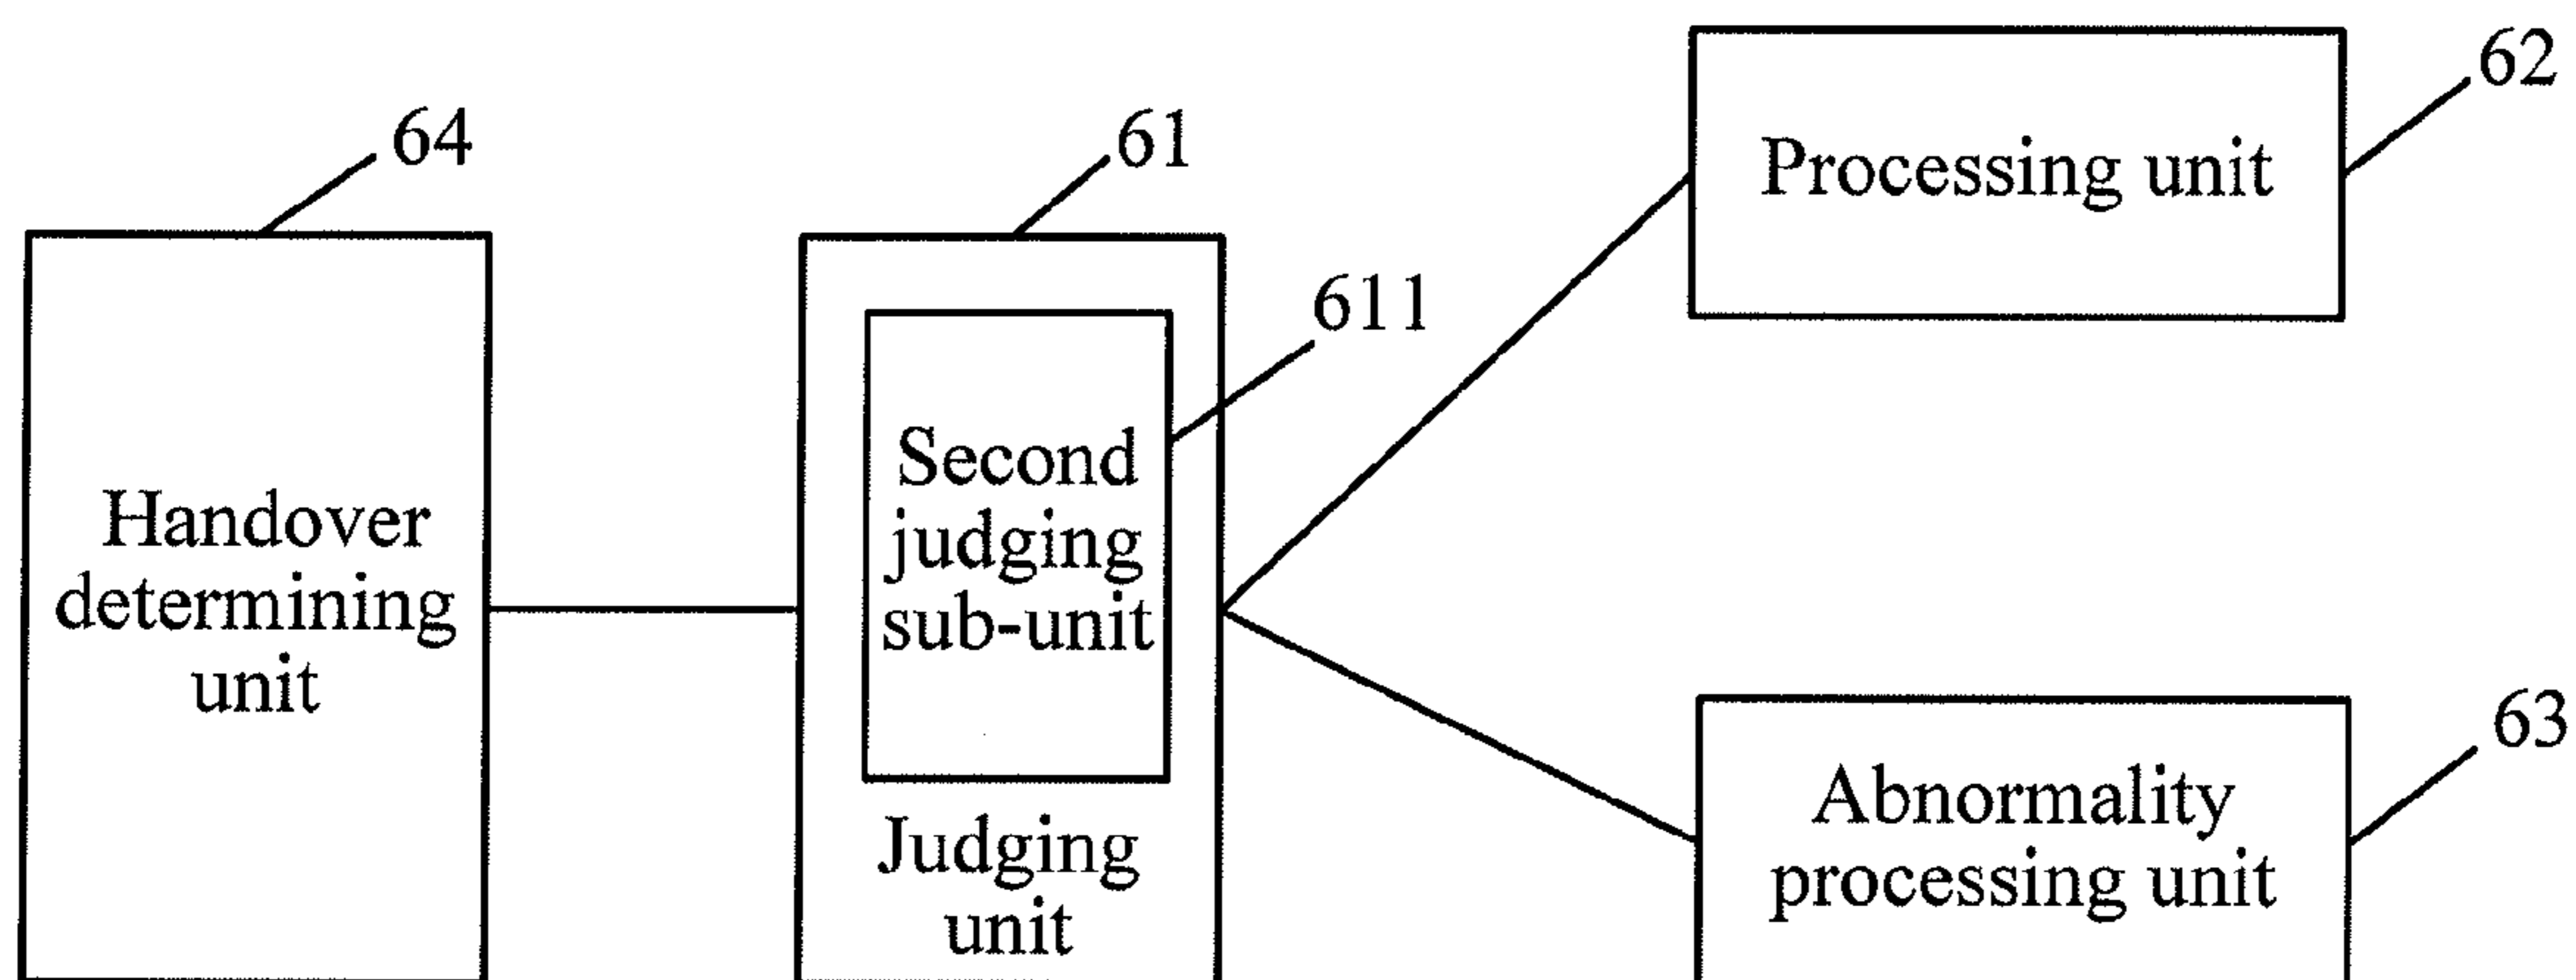 64
Handover
determining
unit
61
611
Second
judging
sub-unit
Judging
unit
62
Processing unit
63
Abnormality
processing unit